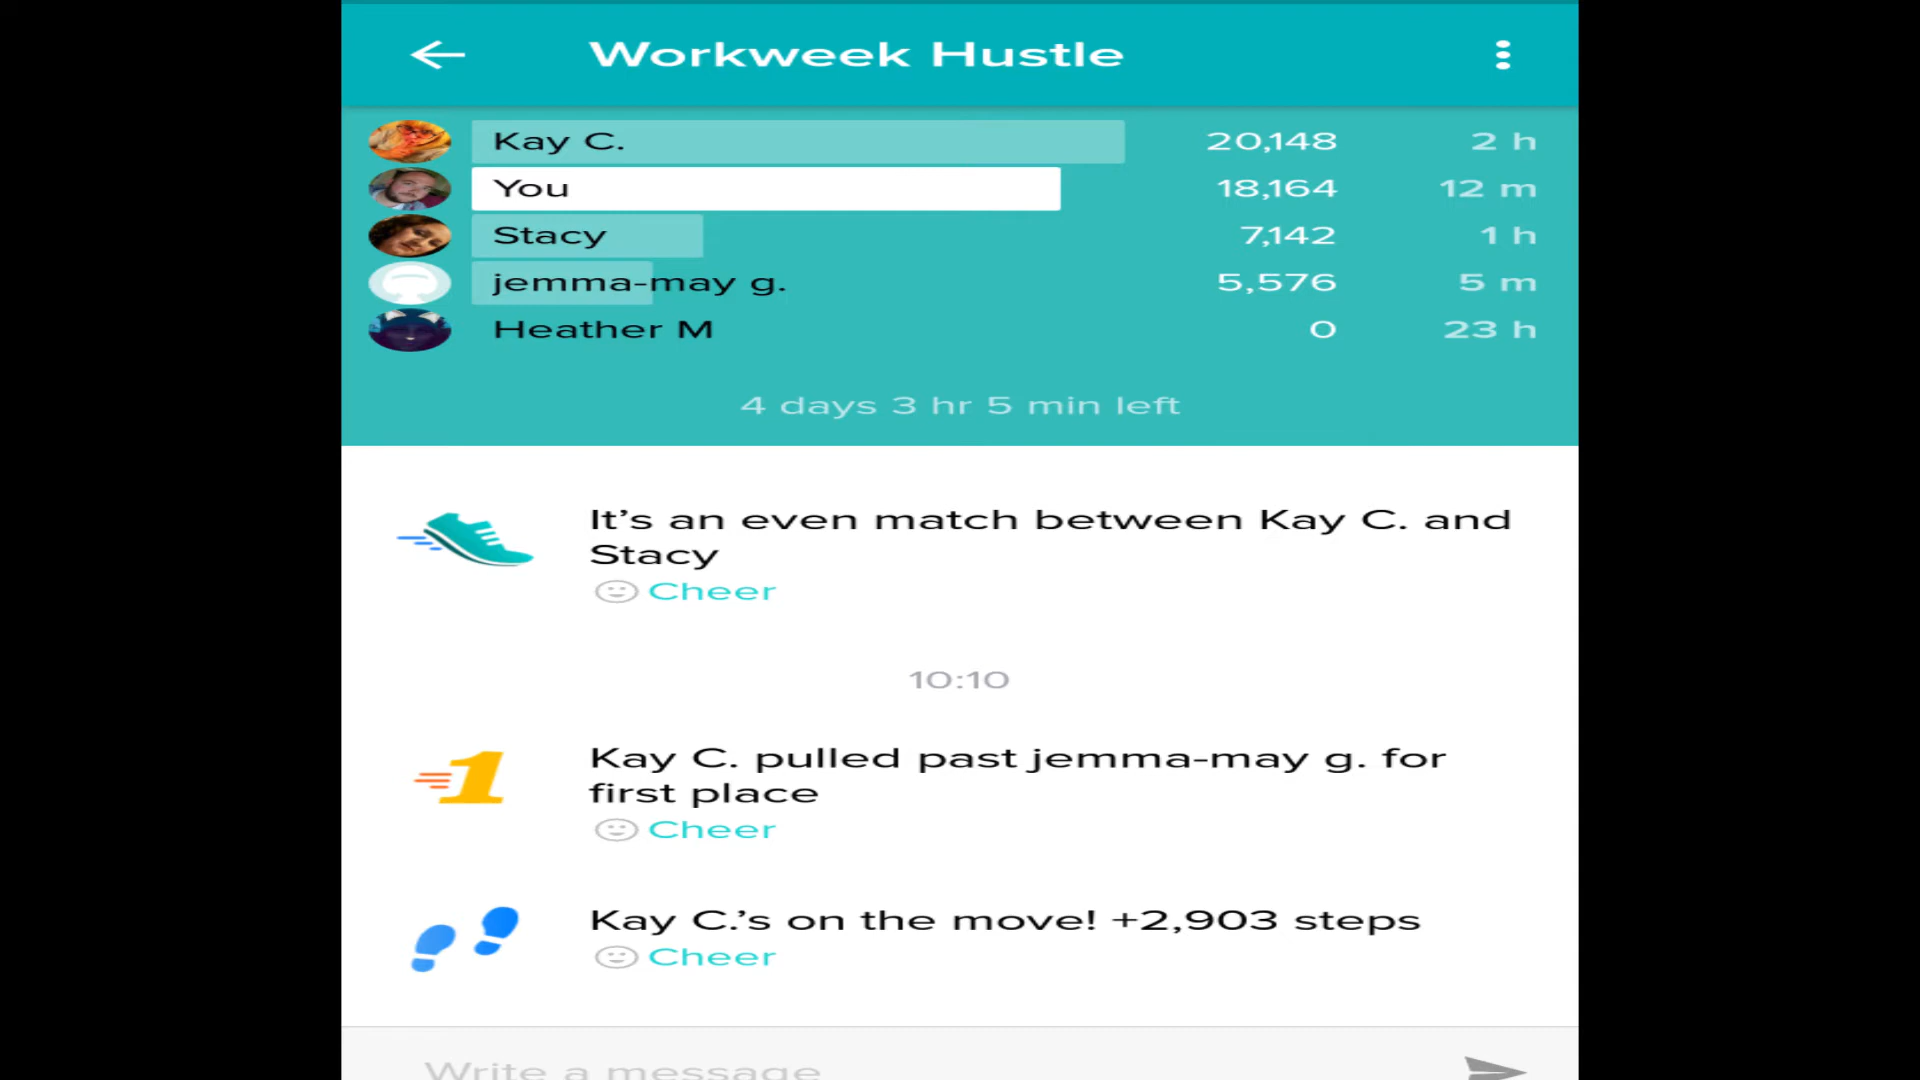 Workweek Hustle
Kay C. 20,148 2 h
You 18,164 12 m
Stacy 7,142 1 h
jemma-may g. 5,576 5 m
Heather M 0 23 h
4 days 3 hr 5 min left
It's an even match between Kay C. and
Stacy
Cheer
10:10
1
Kay C. pulled past jemma-may g. for
first place
Cheer
Kay C.'s on the move! +2,903 steps
Cheer
Write a message